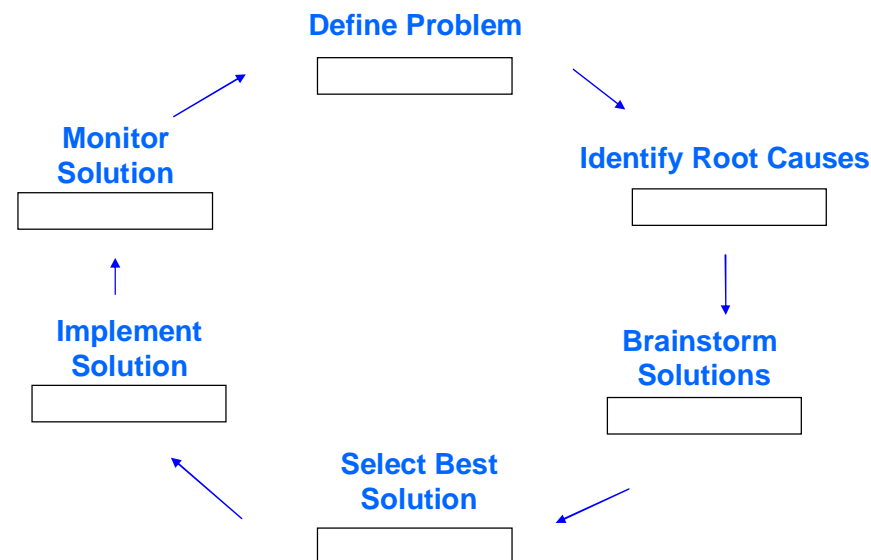 Define Problem
Identify Root Causes
Brainstorm
Solutions
Select Best
Solution
Implement
Solution
Monitor
Solution